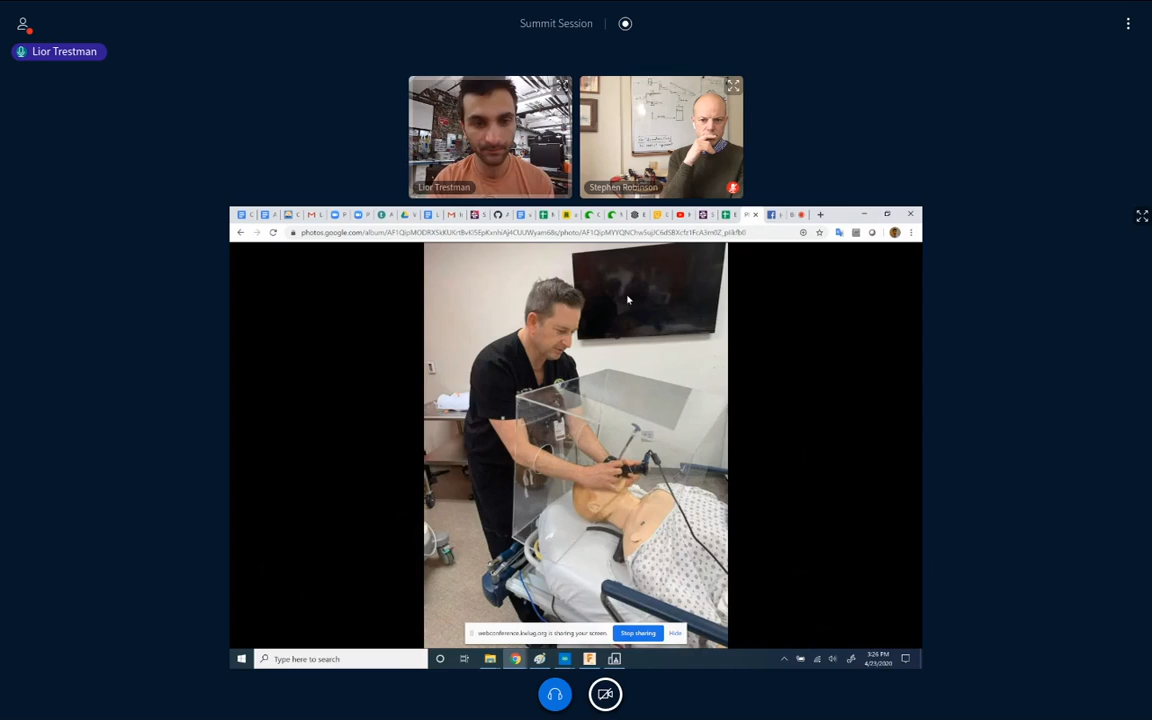 Summit Session
Lior Trestman
Lior Trestman
Stephen Robinson
webconference.kwlug.org is sharing your screen.
Stop sharing
Hide
Type here to search
3:26 PM
4/23/2020